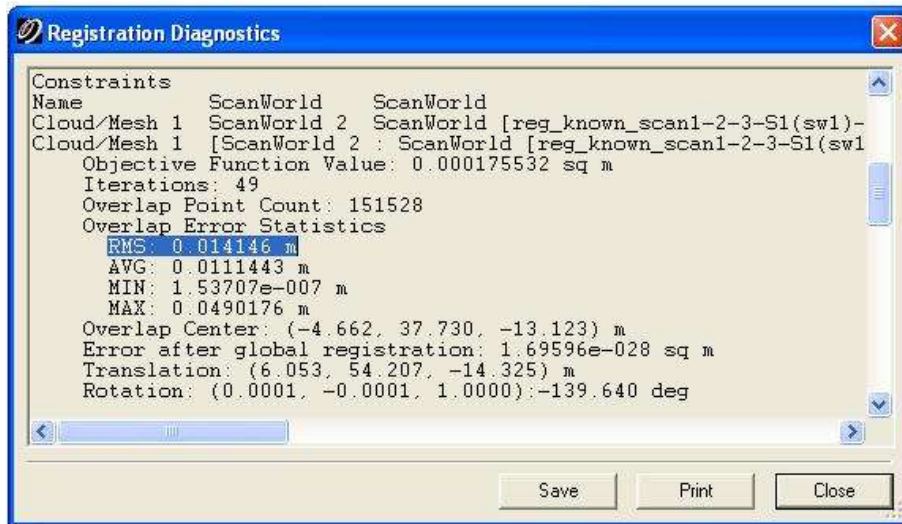 Registration Diagnostics
Constraints
Name ScanWorld ScanWorld
Cloud/Mesh 1 ScanWorld 2 ScanWorld [reg_known_scan1-2-3-S1(sw1)-
Cloud/Mesh 1 [ScanWorld 2 : ScanWorld [reg_known_scan1-2-3-S1(sw1
Objective Function Value: 0.000175532 sq m
Iterations: 49
Overlap Point Count: 151528
Overlap Error Statistics
RMS: 0.014146 m
AVG: 0.0111443 m
MIN: 1.53707e-007 m
MAX: 0.0490176 m
Overlap Center: (-4.662, 37.730, -13.123) m
Error after global registration: 1.69596e-028 sq m
Translation: (6.053, 54.207, -14.325) m
Rotation: (0.0001, -0.0001, 1.0000):-139.640 deg
Save Print Close